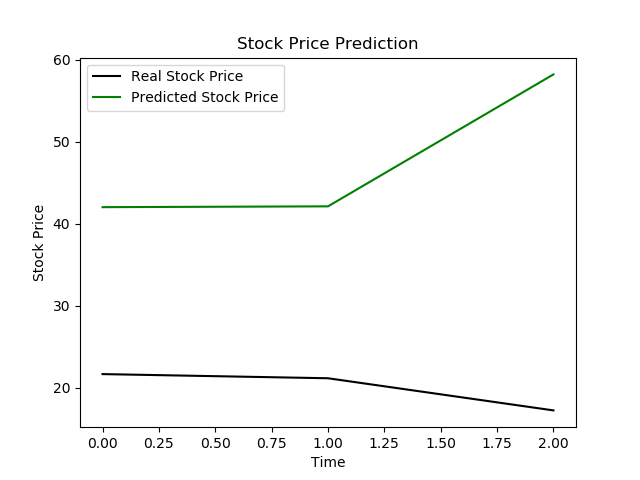 Stock Price Prediction
Real Stock Price
Predicted Stock Price
60
50
40
30
20
Stock Price
0.00 0.25 0.50 0.75 1.00 1.25 1.50 1.75 2.00
Time